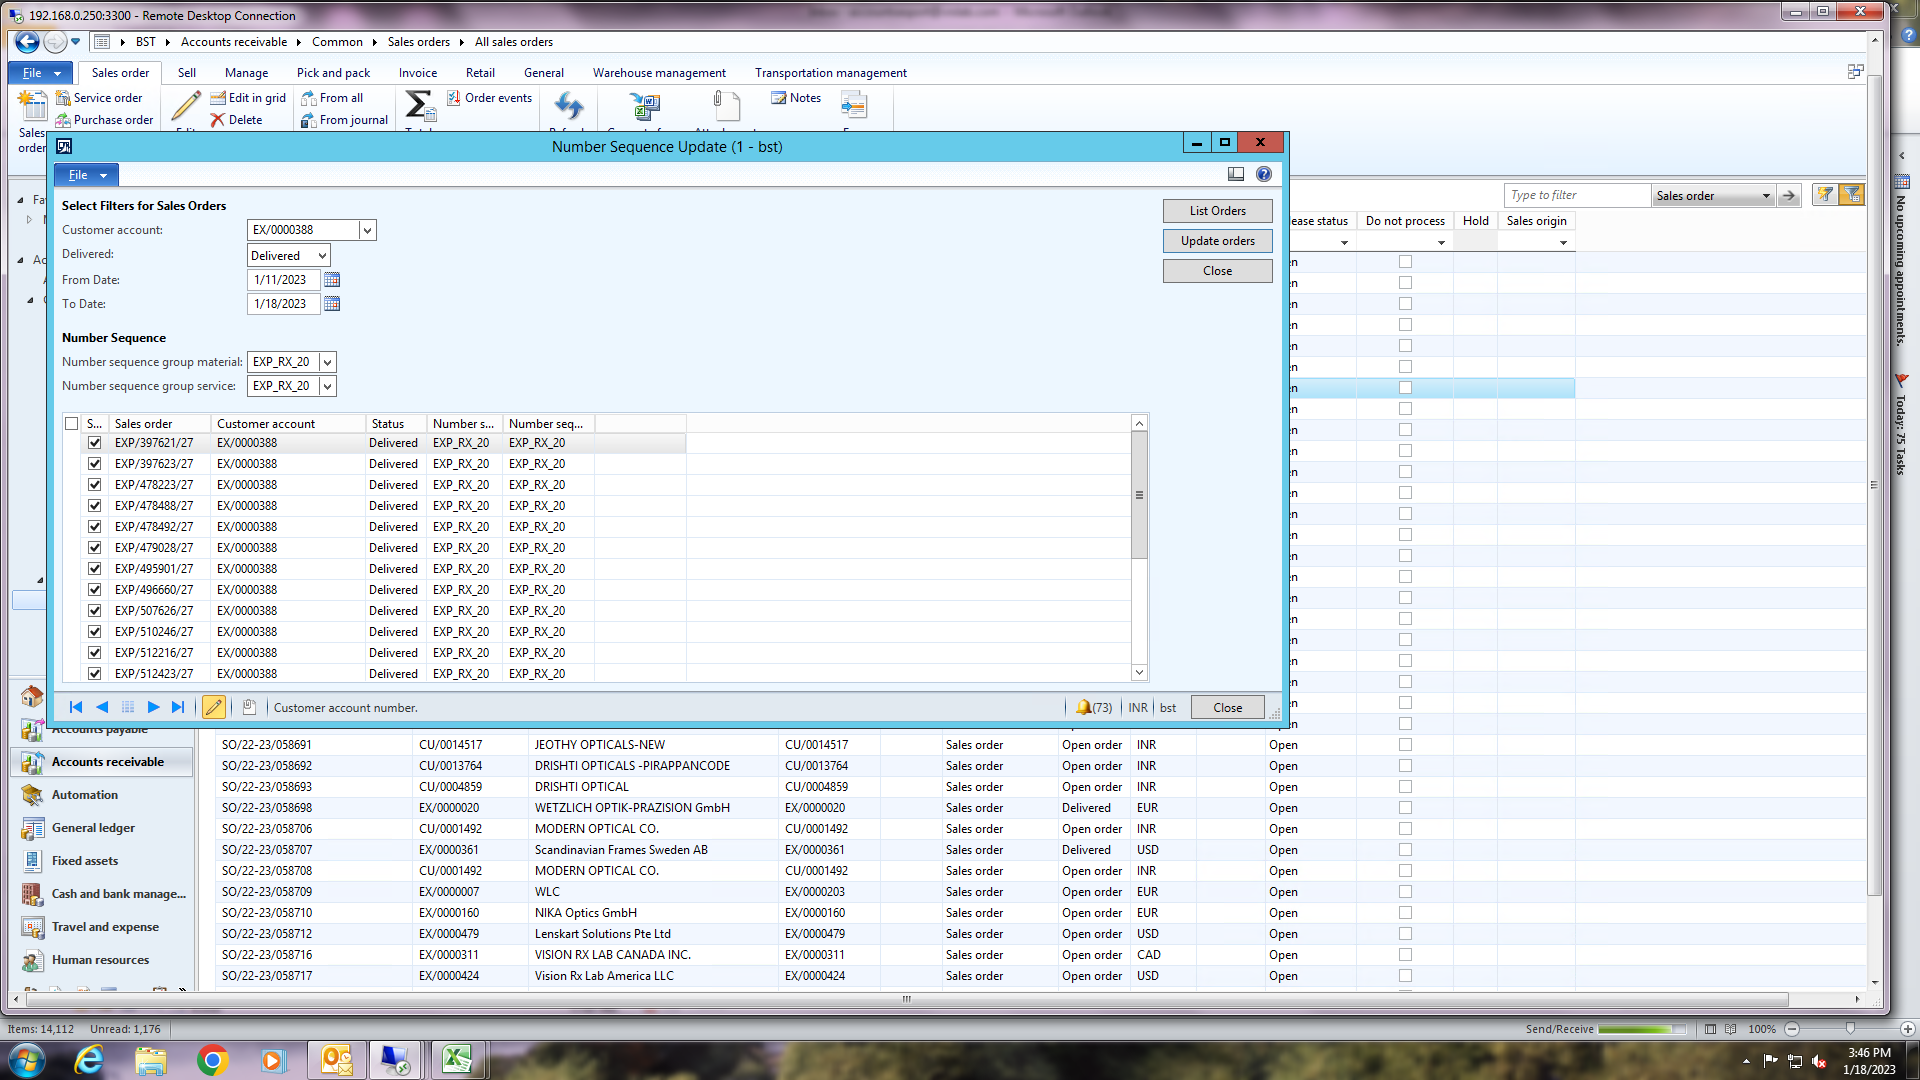 192.168.0.250:3300 - Remote Desktop Connection
BST Accounts receivable Common Sales orders All sales orders
File Sales order Sell Manage Pick and pack Invoice Retail General Warehouse management Transportation management
Service order Edit in grid From all Order events Notes
Purchase order Delete From journal
Sales
order
Number Sequence Update (1 - bst)
File
Select Filters for Sales Orders
Customer account: EX/0000388
Delivered: Delivered
From Date: 1/11/2023
To Date: 1/18/2023
List Orders
Update orders
Close
Number Sequence
Number sequence group material: EXP_RX_20
Number sequence group service: EXP_RX_20
S... Sales order Customer account Status Number s... Number seq...
EXP/397621/27 EX/0000388 Delivered EXP_RX_20 EXP_RX_20
EXP/397623/27 EX/0000388 Delivered EXP_RX_20 EXP_RX_20
EXP/478223/27 EX/0000388 Delivered EXP_RX_20 EXP_RX_20
EXP/478488/27 EX/0000388 Delivered EXP_RX_20 EXP_RX_20
EXP/478492/27 EX/0000388 Delivered EXP_RX_20 EXP_RX_20
EXP/479028/27 EX/0000388 Delivered EXP_RX_20 EXP_RX_20
EXP/495901/27 EX/0000388 Delivered EXP_RX_20 EXP_RX_20
EXP/496660/27 EX/0000388 Delivered EXP_RX_20 EXP_RX_20
EXP/507626/27 EX/0000388 Delivered EXP_RX_20 EXP_RX_20
EXP/510246/27 EX/0000388 Delivered EXP_RX_20 EXP_RX_20
EXP/512216/27 EX/0000388 Delivered EXP_RX_20 EXP_RX_20
EXP/512423/27 EX/0000388 Delivered EXP_RX_20 EXP_RX_20
Customer account number. (73) INR bst Close
Type to filter Sales order
ease status Do not process Hold Sales origin
No upcoming appointments.
Today: 75 Tasks
Accounts payable
Accounts receivable
Automation
General ledger
Fixed assets
Cash and bank manage...
Travel and expense
Human resources
SO/22-23/058691 CU/0014517 JEOTHY OPTICALS-NEW CU/0014517 Sales order Open order INR Open
SO/22-23/058692 CU/0013764 DRISHTI OPTICALS -PIRAPPANCODE CU/0013764 Sales order Open order INR Open
SO/22-23/058693 CU/0004859 DRISHTI OPTICAL CU/0004859 Sales order Open order INR Open
SO/22-23/058698 EX/0000020 WETZLICH OPTIK-PRAZISION GmbH EX/0000020 Sales order Delivered EUR Open
SO/22-23/058706 CU/0001492 MODERN OPTICAL CO. CU/0001492 Sales order Open order INR Open
SO/22-23/058707 EX/0000361 Scandinavian Frames Sweden AB EX/0000361 Sales order Delivered USD Open
SO/22-23/058708 CU/0001492 MODERN OPTICAL CO. CU/0001492 Sales order Open order INR Open
SO/22-23/058709 EX/0000007 WLC EX/0000203 Sales order Open order EUR Open
SO/22-23/058710 EX/0000160 NIKA Optics GmbH EX/0000160 Sales order Open order EUR Open
SO/22-23/058712 EX/0000479 Lenskart Solutions Pte Ltd EX/0000479 Sales order Open order USD Open
SO/22-23/058716 EX/0000311 VISION RX LAB CANADA INC. EX/0000311 Sales order Open order CAD Open
SO/22-23/058717 EX/0000424 Vision Rx Lab America LLC EX/0000424 Sales order Open order USD Open
Items: 14,112 Unread: 1,176 Send/Receive 100%
3:46 PM
1/18/2023